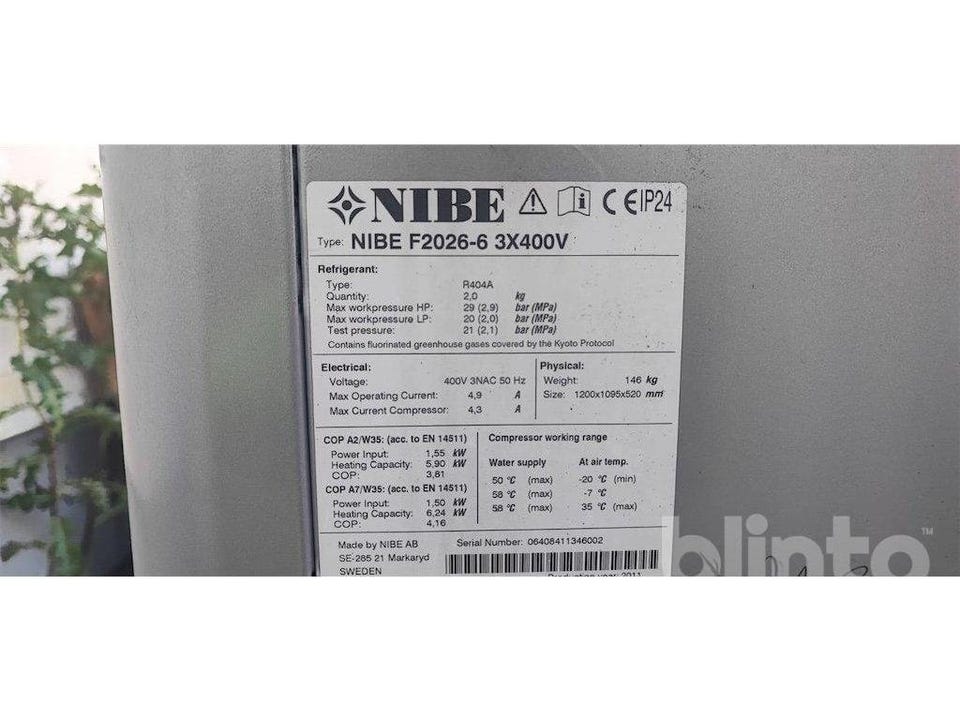 NIBE CE IP24
Type: NIBE F2026-6 3X400V
Refrigerant:
Type: R404A
Quantity: 2,0 kg
Max workpressure HP: 29 (2,9) bar (MPa)
Max workpressure LP: 20 (2,0) bar (MPa)
Test pressure: 21 (2,1) bar (MPa)
Contains fluorinated greenhouse gases covered by the Kyoto Protocol
Electrical:
Voltage: 400V 3NAC 50 Hz
Max Operating Current: 4,9 A
Max Current Compressor: 4,3 A
Physical:
Weight: 146 kg
Size: 1200x1095x520 mm
COP A2/W35: (acc. to EN 14511)
Power Input: 1,55 kW
Heating Capacity: 5,90 kW
COP: 3,81
COP A7/W35: (acc. to EN 14511)
Power Input: 1,50 kW
Heating Capacity: 6,24 kW
COP: 4,16
Compressor working range
Water supply At air temp.
50 °C (max) -20 °C (min)
58 °C (max) -7 °C
58 °C (max) 35 °C (max)
Made by NIBE AB
SE-285 21 Markaryd
SWEDEN
Serial Number: 06408411346002
Production year: 2011
blinto™